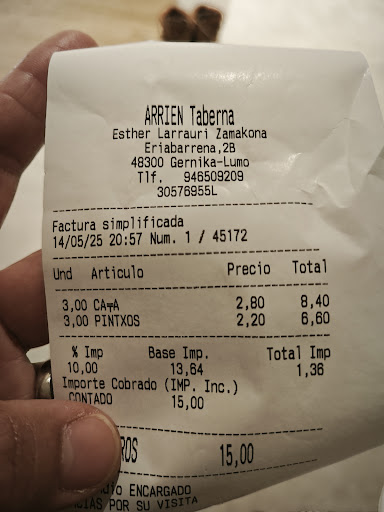 ARRIEN Taberna
Esther Larrauri Zamakona
Eriabarrena,2B
48300 Gernika-Lumo
Tlf. 946509209
30576955L
Factura simplificada
14/05/25 20:57 Num. 1 / 45172
Und Articulo Precio Total
3,00 CA╤A 2,80 8,40
3,00 PINTXOS 2,20 6,60
% Imp Base Imp. Total Imp
10,00 13,64 1,36
Importe Cobrado (IMP. Inc.)
CONTADO 15,00
ROS 15,00
ENCARGADO
POR SU VISITA